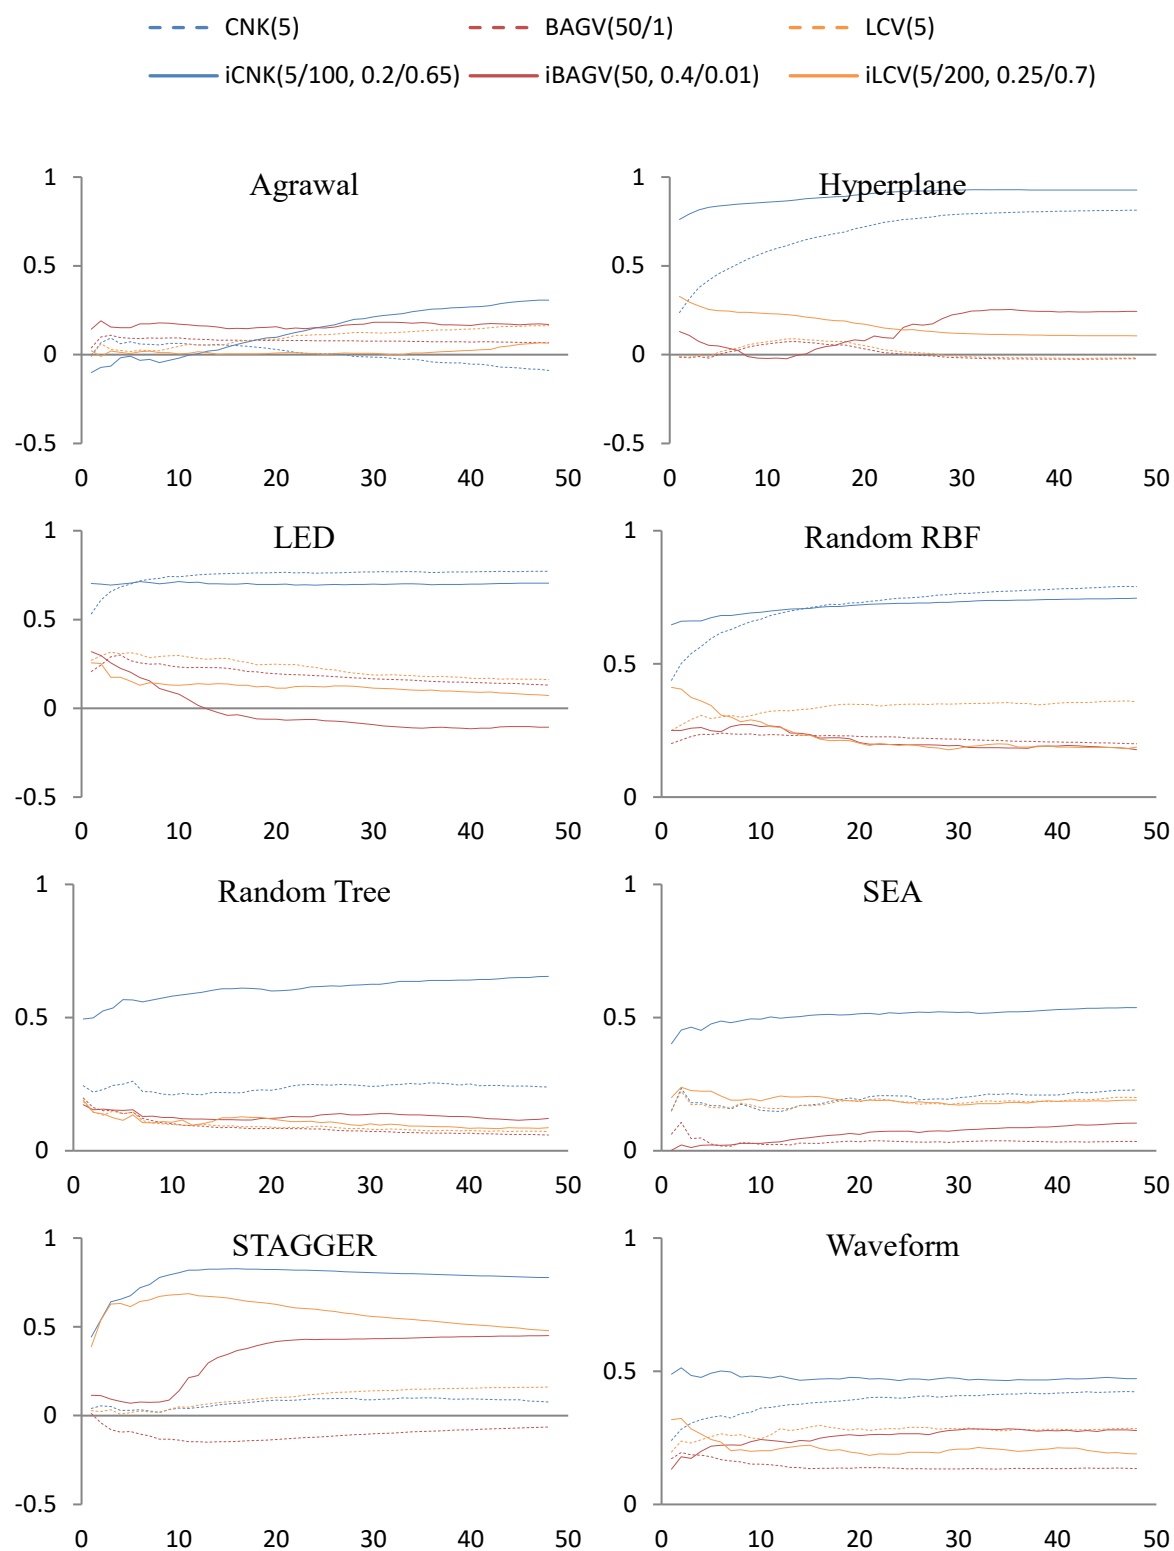 CNK(5) BAGV(50/1) LCV(5)
iCNK(5/100, 0.2/0.65) iBAGV(50, 0.4/0.01) iLCV(5/200, 0.25/0.7)
Agrawal
1
0.5
0
-0.5
0 10 20 30 40 50
Hyperplane
1
0.5
0
-0.5
0 10 20 30 40 50
LED
1
0.5
0
-0.5
0 10 20 30 40 50
Random RBF
1
0.5
0
0 10 20 30 40 50
Random Tree
1
0.5
0
0 10 20 30 40 50
SEA
1
0.5
0
0 10 20 30 40 50
STAGGER
1
0.5
0
-0.5
0 10 20 30 40 50
Waveform
1
0.5
0
0 10 20 30 40 50